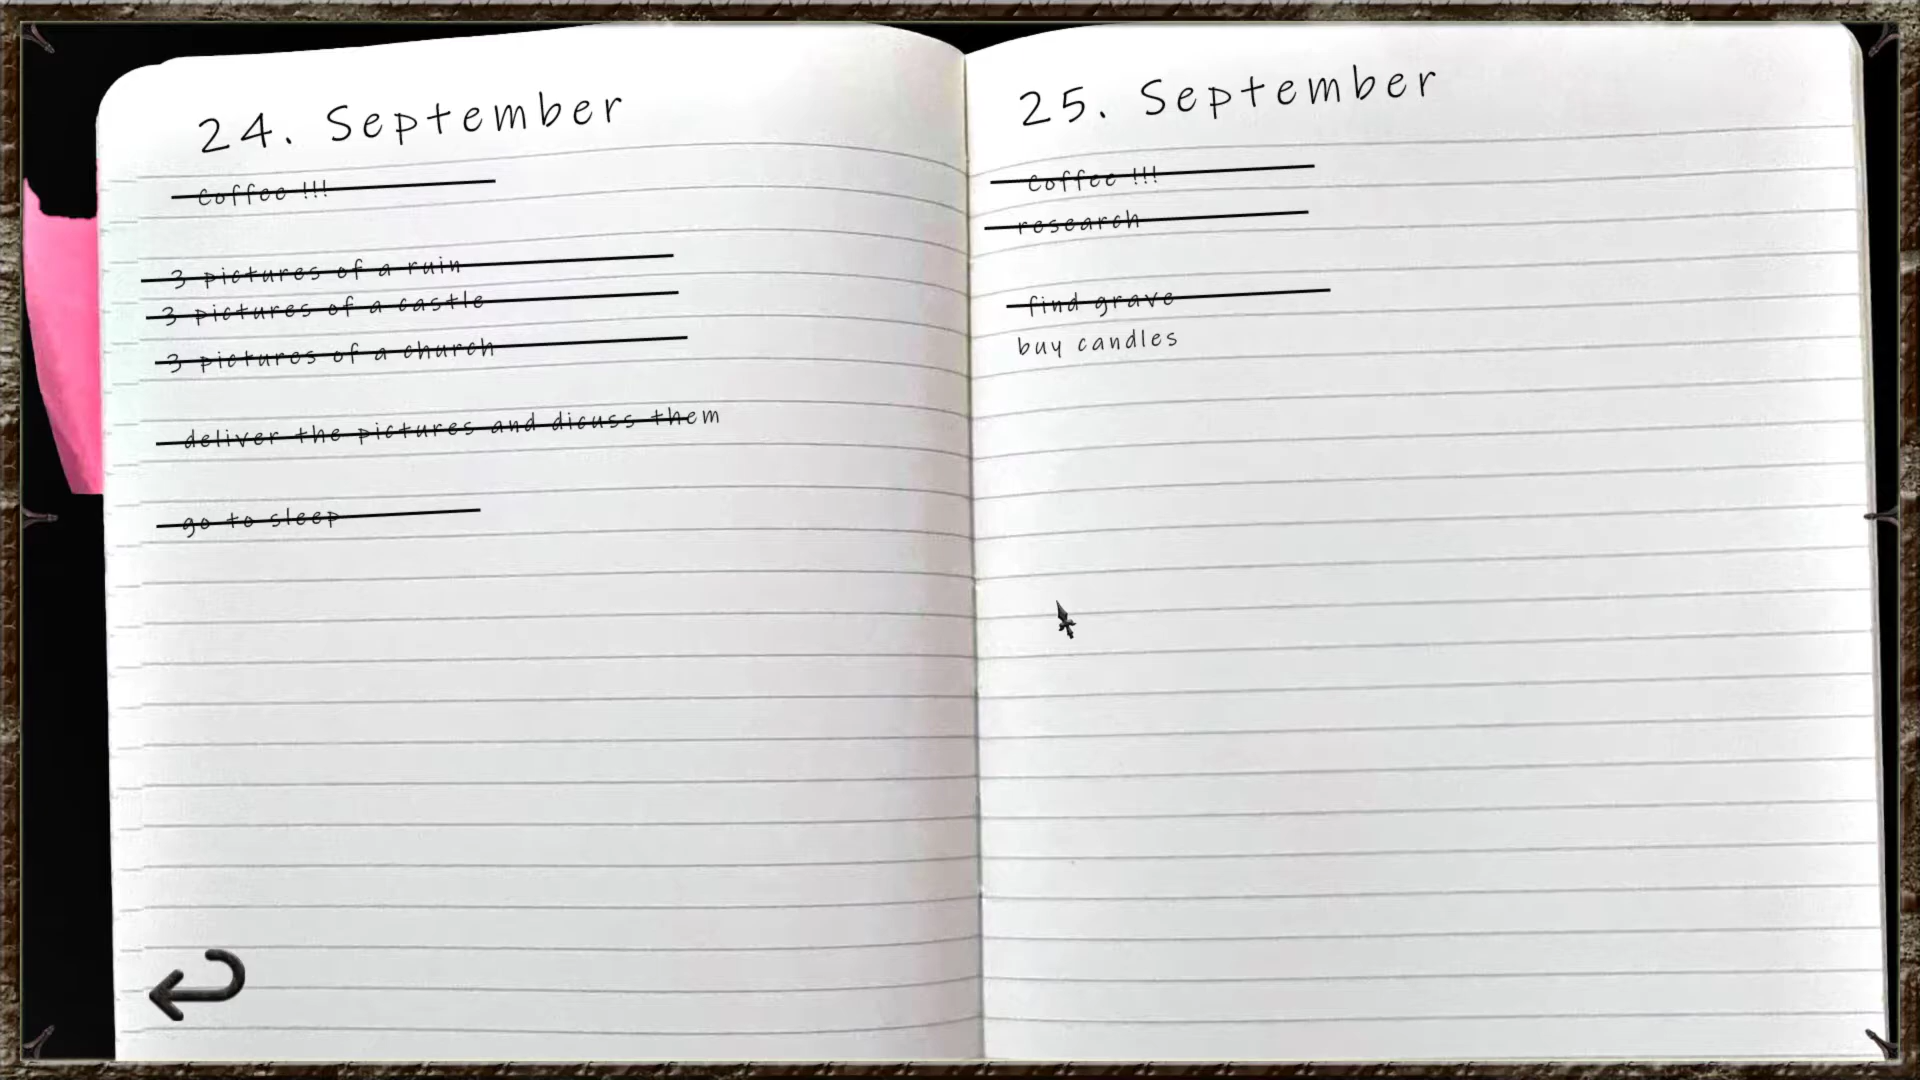 24. September
Coffee !!!
3 pictures of a ruin
3 pictures of a castle
3 pictures of a church
deliver the pictures and dicuss them
go to sleep
25. September
Coffee !!!
research
find grave
buy candles